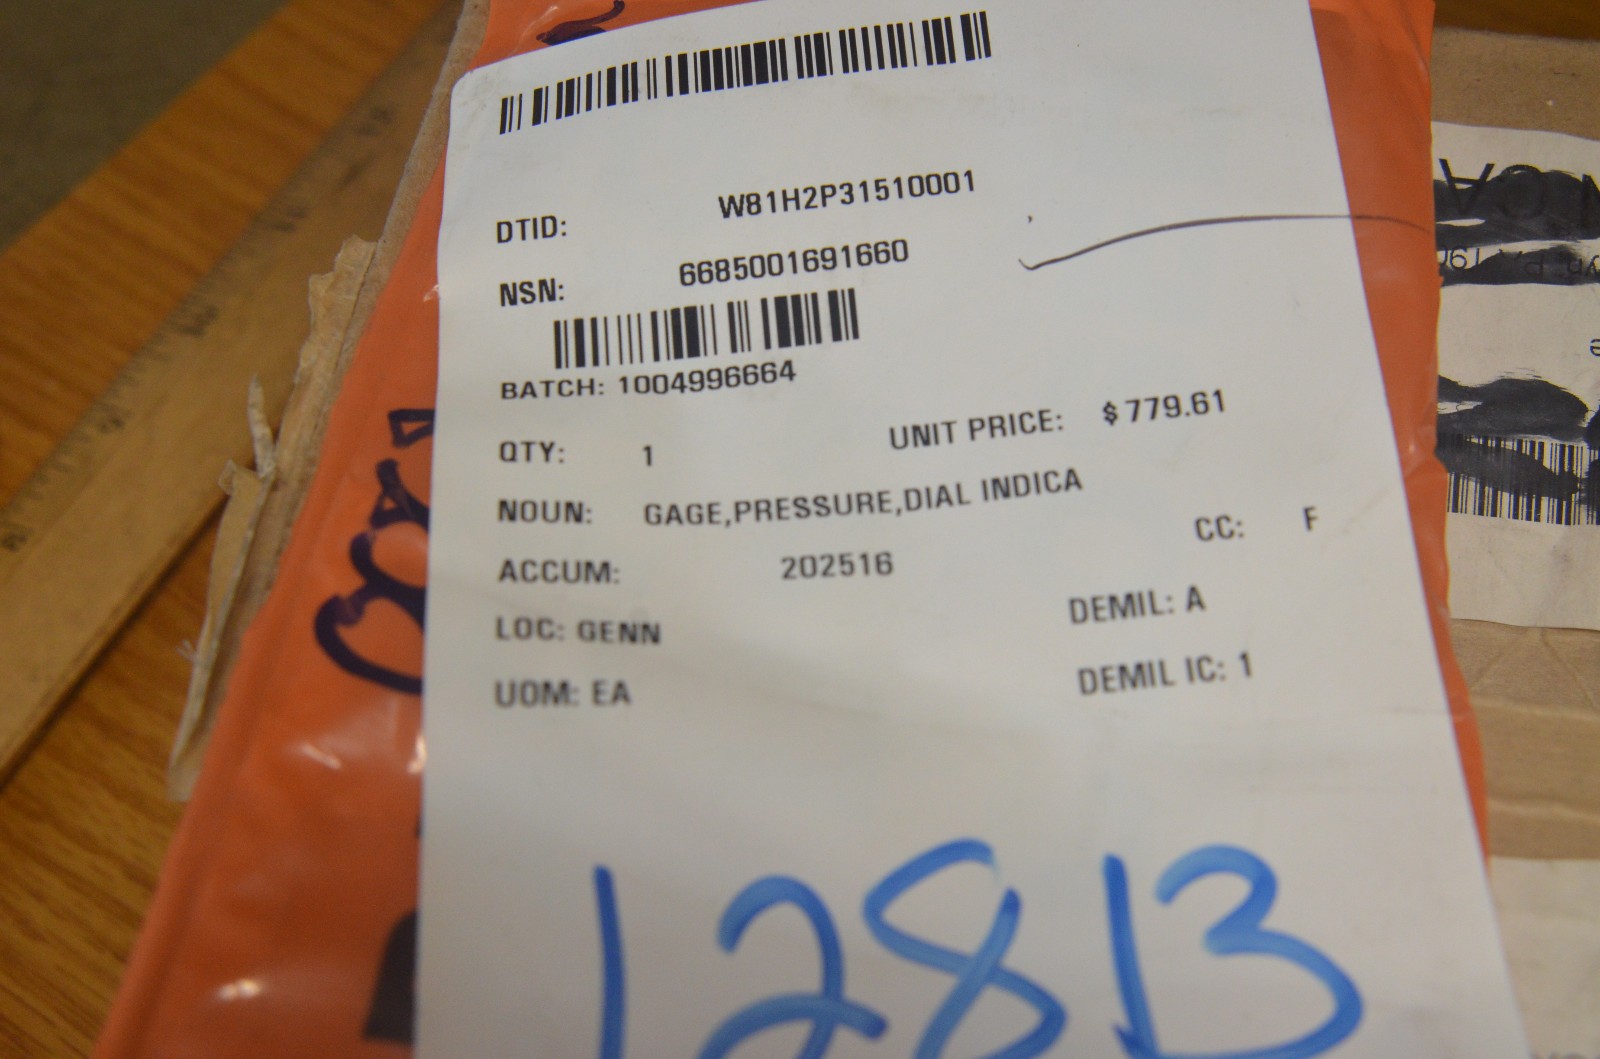 DTID: W81H2P31510001
NSN: 6685001691660
BATCH: 1004996664
QTY: 1 UNIT PRICE: $ 779.61
NOUN: GAGE,PRESSURE,DIAL INDICA
ACCUM: 202516 CC: F
LOC: GENN DEMIL: A
UOM: EA DEMIL IC: 1
12813